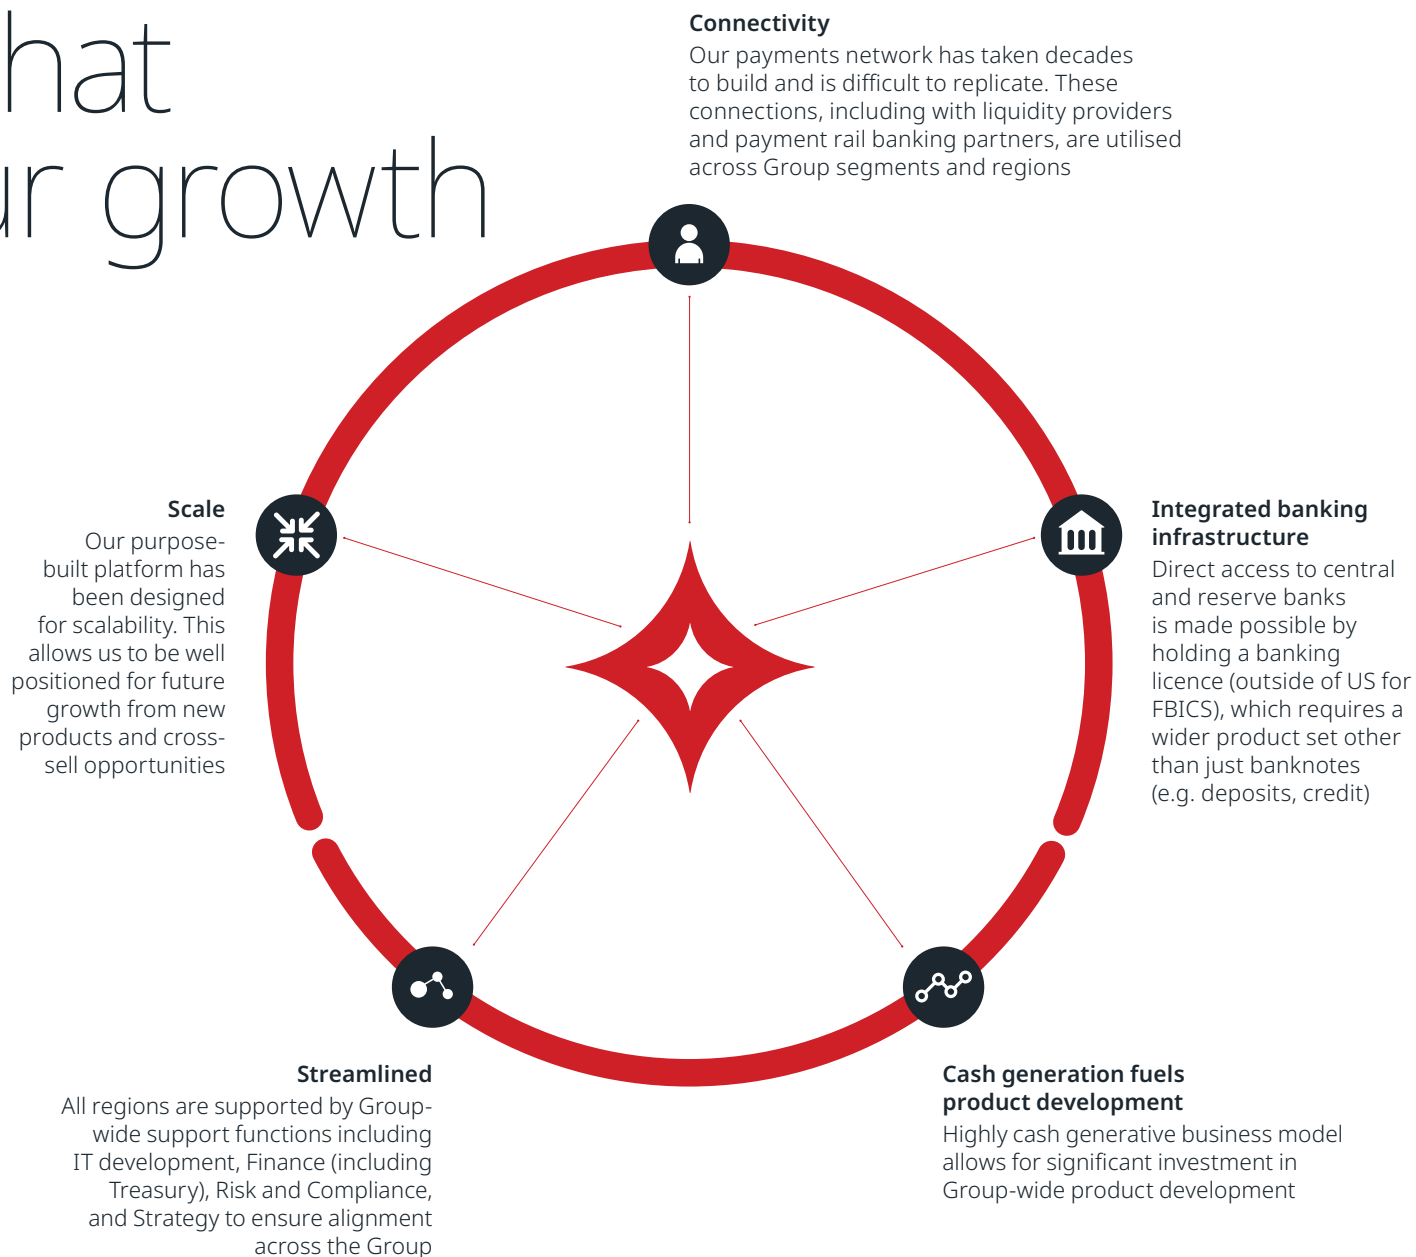 hat
ur growth
Connectivity
Our payments network has taken decades
to build and is difficult to replicate. These
connections, including with liquidity providers
and payment rail banking partners, are utilised
across Group segments and regions
Scale
Our purpose-
built platform has
been designed
for scalability. This
allows us to be well
positioned for future
growth from new
products and cross-
sell opportunities
Integrated banking
infrastructure
Direct access to central
and reserve banks
is made possible by
holding a banking
licence (outside of US for
FBICS), which requires a
wider product set other
than just banknotes
(e.g. deposits, credit)
Streamlined
All regions are supported by Group-
wide support functions including
IT development, Finance (including
Treasury), Risk and Compliance,
and Strategy to ensure alignment
across the Group
Cash generation fuels
product development
Highly cash generative business model
allows for significant investment in
Group-wide product development